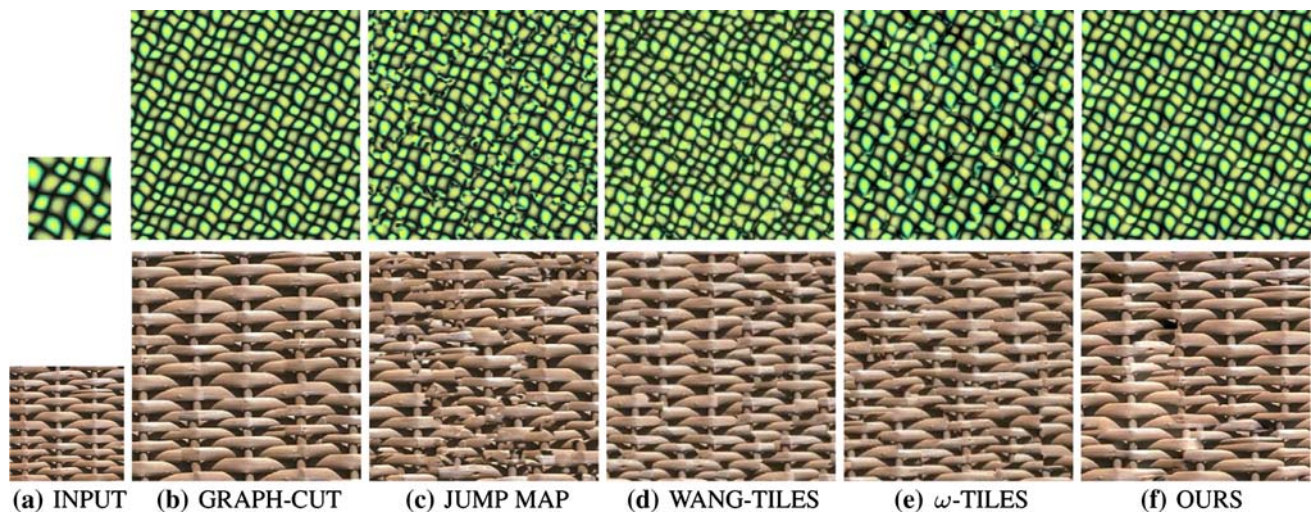 (a) INPUT (b) GRAPH-CUT (c) JUMP MAP (d) WANG-TILES (e) ω-TILES (f) OURS